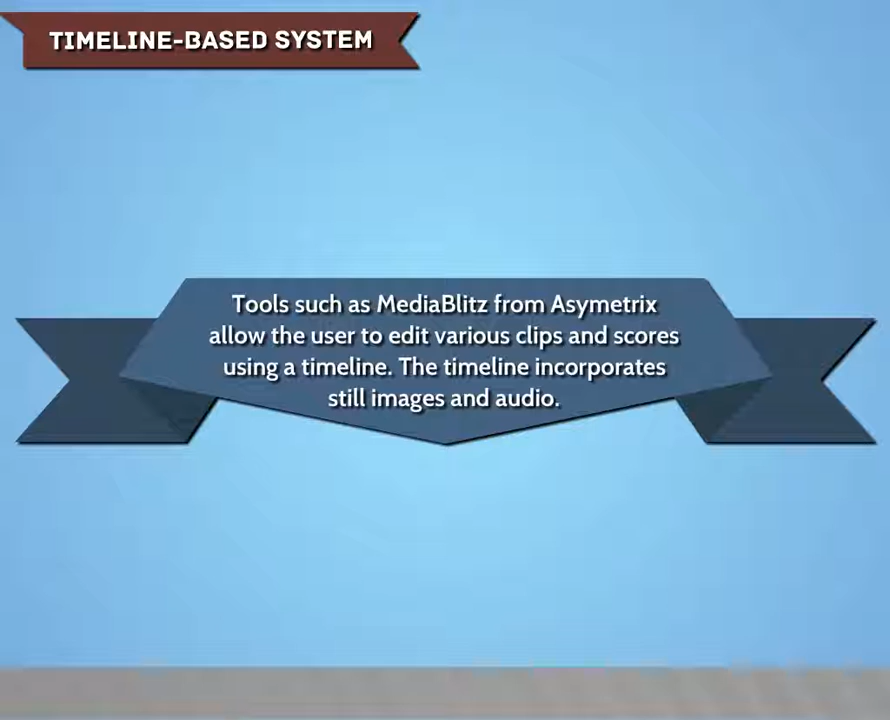 TIMELINE-BASED SYSTEM
Tools such as MediaBlitz from Asymetrix
allow the user to edit various clips and scores
using a timeline. The timeline incorporates
still images and audio.